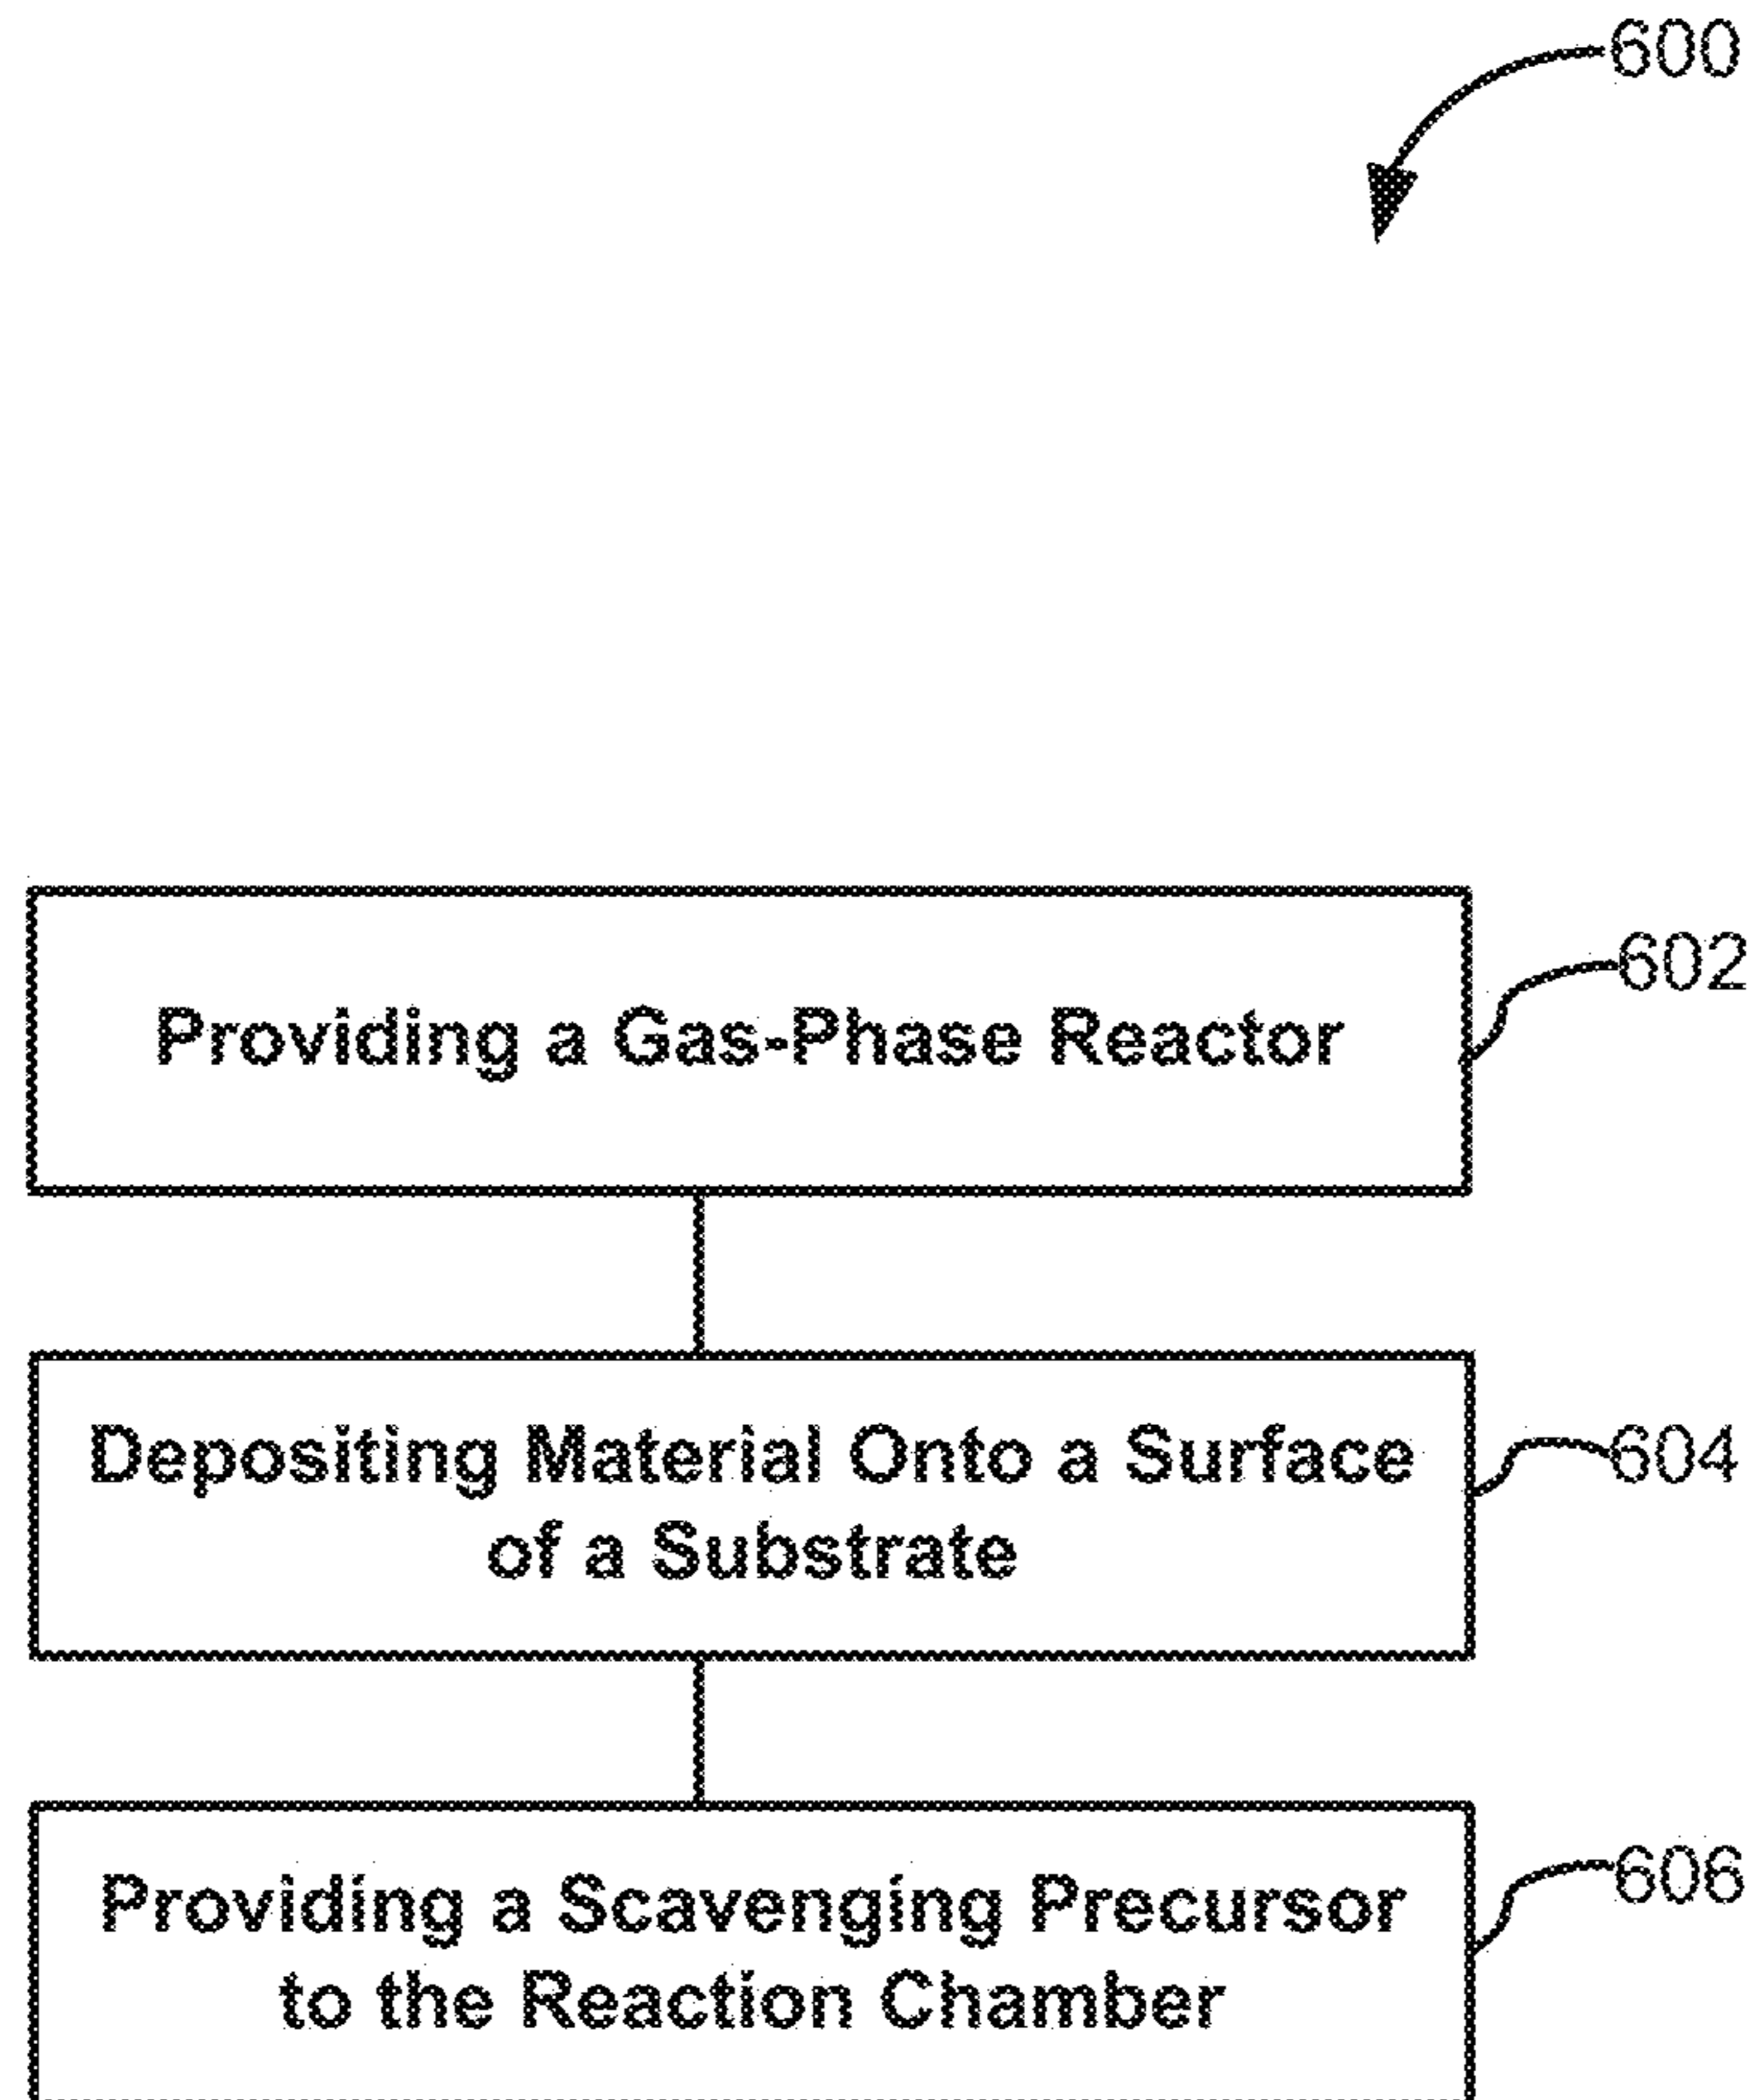 600
Providing a Gas-Phase Reactor
602
Depositing Material Onto a Surface
of a Substrate
604
Providing a Scavenging Precursor
to the Reaction Chamber
606